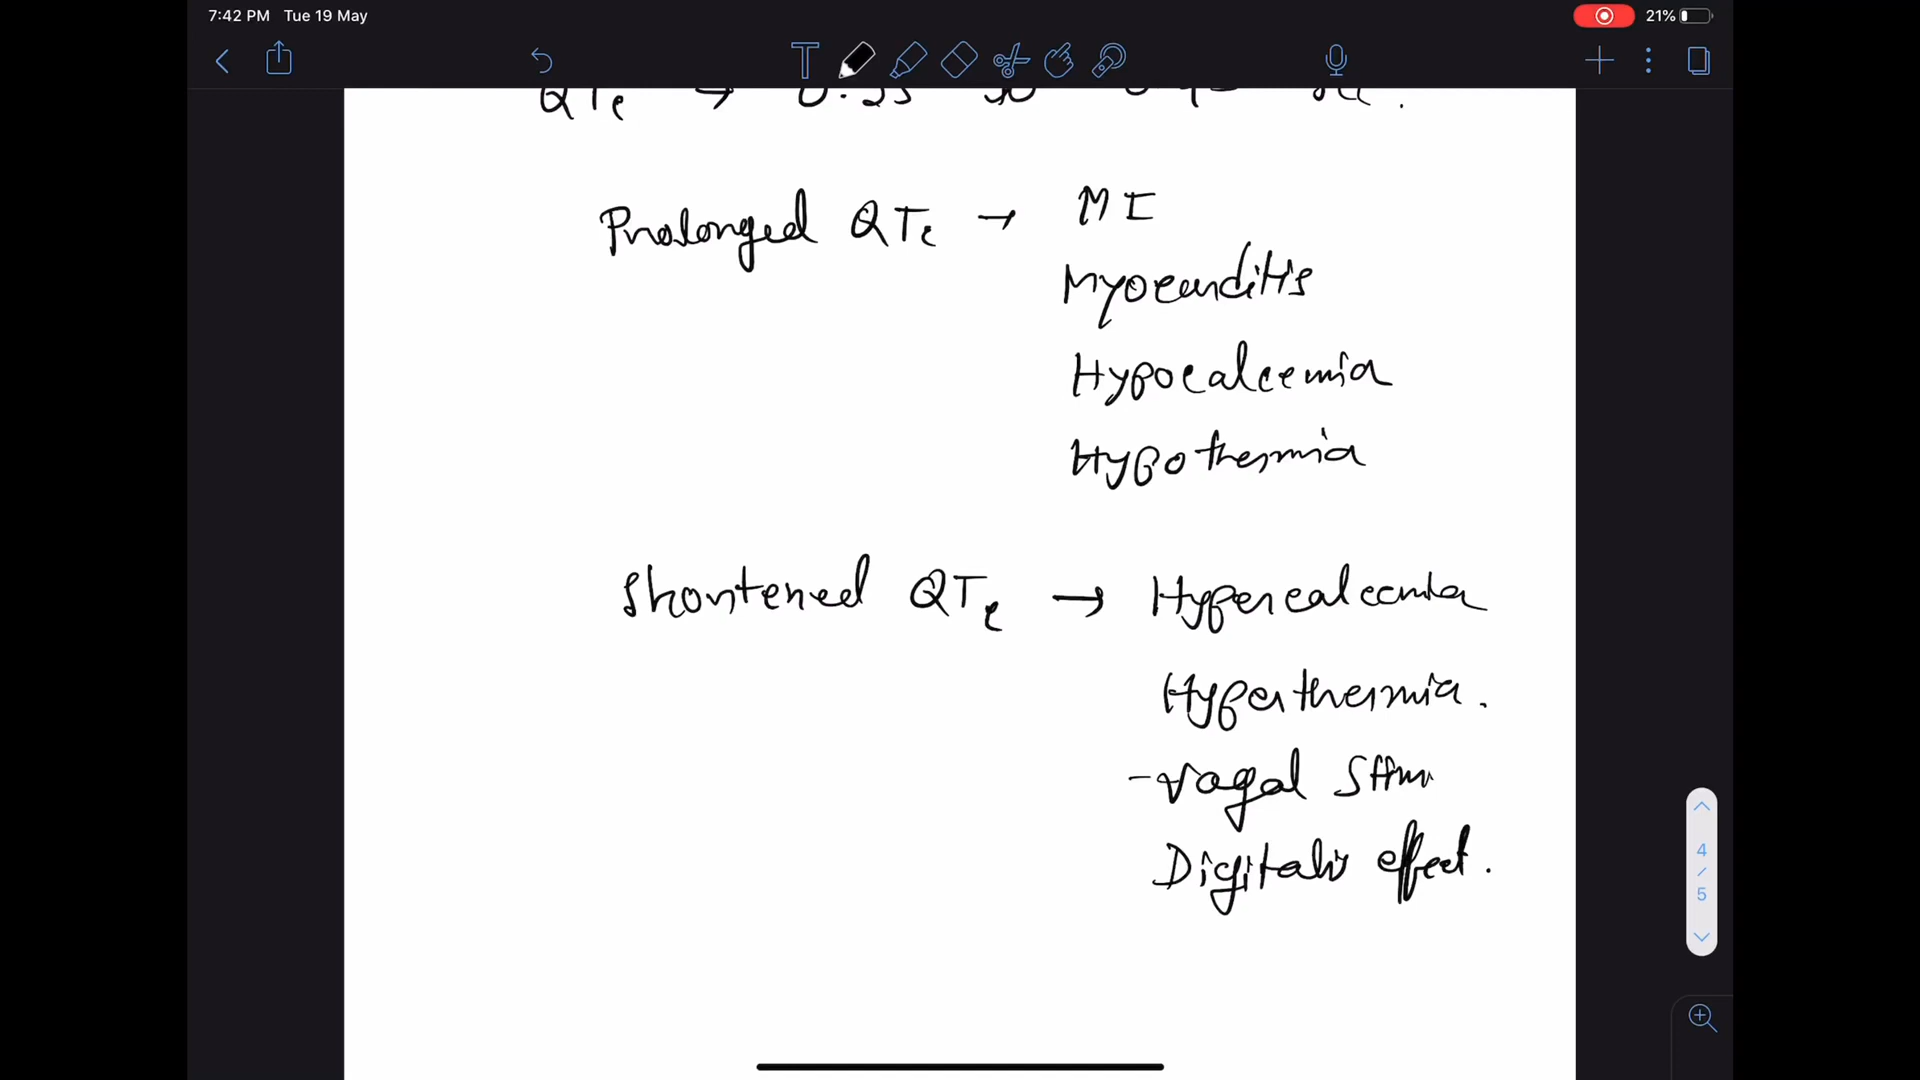 7:42 PM Tue 19 May 21%
QTc →
Prolonged QTc → MI
Myocarditis
Hypocalcemia
Hypothermia
Shortened QTc → Hypercalcemia
Hyperthermia.
- Vagal Stim
Digitalis effect.
4
/
5